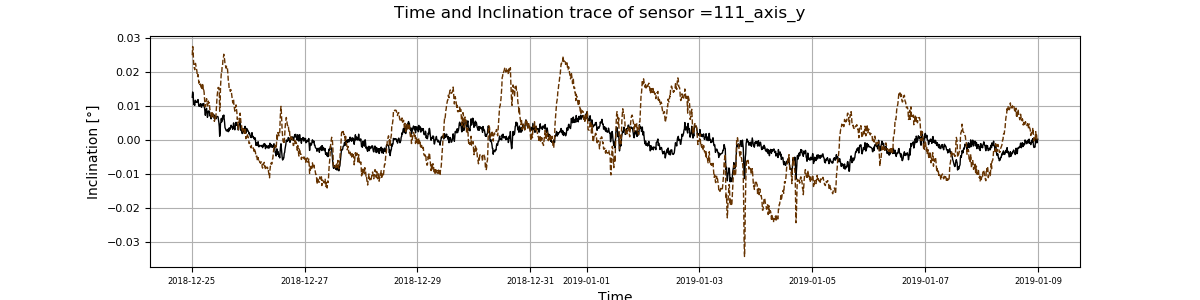 Time and Inclination trace of sensor =111_axis_y
0.03
0.02
0.01
0.00
−0.01
−0.02
−0.03
Inclination [°]
2018-12-25 2018-12-27 2018-12-29 2018-12-31 2019-01-01 2019-01-03 2019-01-05 2019-01-07 2019-01-09
Time